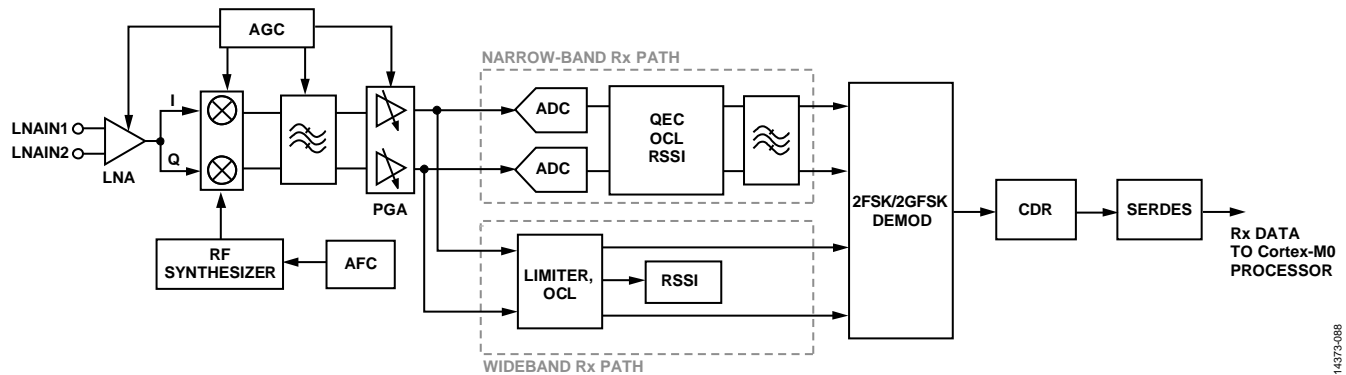 AGC
NARROW-BAND Rx PATH
I
LNAIN1
LNAIN2
Q
LNA
ADC
ADC
QEC
OCL
RSSI
PGA
2FSK/2GFSK
DEMOD
CDR
SERDES
RF
SYNTHESIZER
AFC
LIMITER,
OCL
RSSI
Rx DATA
TO Cortex-M0
PROCESSOR
WIDEBAND Rx PATH
14373-088